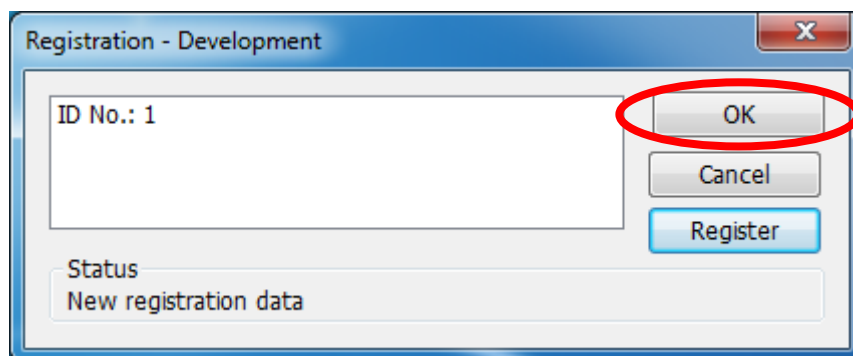 Registration - Development
ID No.: 1
OK
Cancel
Register
Status
New registration data